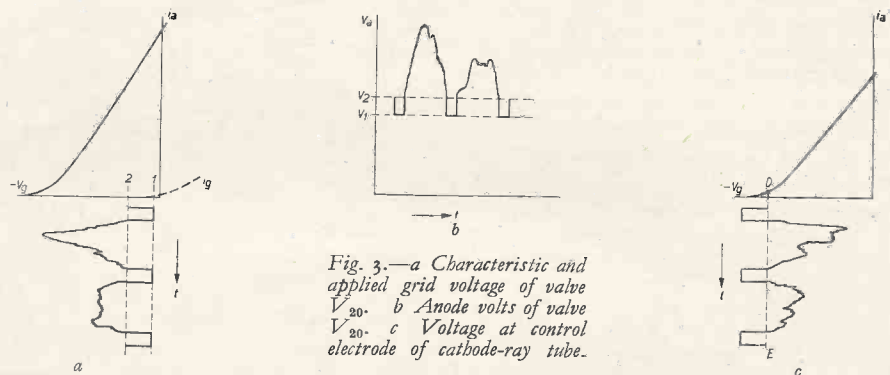 ia
-Vg
2
1
ig
t
a
Va
V2
V1
t
b
Fig. 3.—a Characteristic and
applied grid voltage of valve
V20. b Anode volts of valve
V20. c Voltage at control
electrode of cathode-ray tube.
ia
-Vg
0
t
E
c